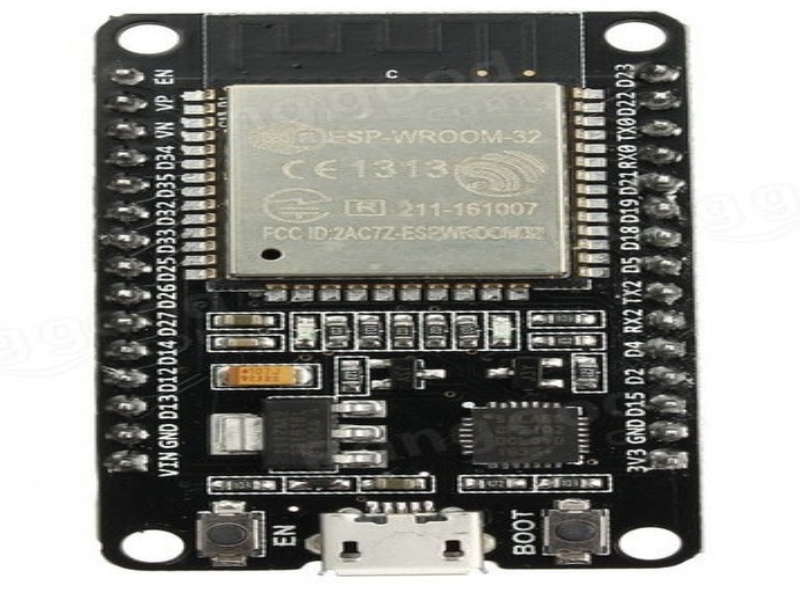 C
ESP-WROOM-32
CE1313
R 211-161007
FCC ID:2AC7Z-ESPWROOM32
EN
VP
VN
D34
D35
D32
D33
D25
D26
D27
D14
D12
D13
GND
VIN
D23
D22
TX0
RX0
D21
D19
D18
D5
TX2
RX2
D4
D2
D15
GND
3V3
EN
BOOT